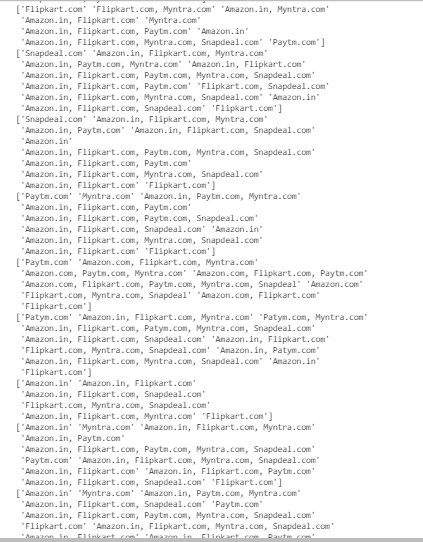 ['Flipkart.com' 'Flipkart.com, Myntra.com' 'Amazon.in, Myntra.com'
'Amazon.in, Flipkart.com' 'Myntra.com'
'Amazon.in, Flipkart.com, Paytm.com' 'Amazon.in'
'Amazon.in, Flipkart.com, Myntra.com, Snapdeal.com' 'Paytm.com']
['Snapdeal.com' 'Amazon.in, Flipkart.com, Myntra.com'
'Amazon.in, Paytm.com, Myntra.com' 'Amazon.in, Flipkart.com'
'Amazon.in, Flipkart.com, Paytm.com, Myntra.com, Snapdeal.com'
'Amazon.in, Flipkart.com, Paytm.com' 'Flipkart.com, Snapdeal.com'
'Amazon.in, Flipkart.com, Myntra.com, Snapdeal.com' 'Amazon.in'
'Amazon.in, Flipkart.com, Snapdeal.com' 'Flipkart.com']
['Snapdeal.com' 'Amazon.in, Flipkart.com, Myntra.com'
'Amazon.in, Paytm.com' 'Amazon.in, Flipkart.com, Snapdeal.com'
'Amazon.in'
'Amazon.in, Flipkart.com, Paytm.com, Myntra.com, Snapdeal.com'
'Amazon.in, Flipkart.com, Paytm.com'
'Amazon.in, Flipkart.com, Myntra.com, Snapdeal.com'
'Amazon.in, Flipkart.com' 'Flipkart.com']
['Paytm.com' 'Myntra.com' 'Amazon.in, Paytm.com, Myntra.com'
'Amazon.in, Flipkart.com, Paytm.com'
'Amazon.in, Flipkart.com, Paytm.com, Snapdeal.com'
'Amazon.in, Flipkart.com, Snapdeal.com' 'Amazon.in'
'Amazon.in, Flipkart.com, Myntra.com, Snapdeal.com'
'Amazon.in, Flipkart.com' 'Flipkart.com']
['Paytm.com' 'Amazon.com, Flipkart.com, Myntra.com'
'Amazon.com, Paytm.com, Myntra.com' 'Amazon.com, Flipkart.com, Paytm.com'
'Amazon.com, Flipkart.com, Paytm.com, Myntra.com, Snapdeal' 'Amazon.com'
'Flipkart.com, Myntra.com, Snapdeal' 'Amazon.com, Flipkart.com'
'Flipkart.com']
['Patym.com' 'Amazon.in, Flipkart.com, Myntra.com' 'Patym.com, Myntra.com'
'Amazon.in, Flipkart.com, Patym.com, Myntra.com, Snapdeal.com'
'Amazon.in, Flipkart.com, Snapdeal.com' 'Amazon.in, Flipkart.com'
'Flipkart.com, Myntra.com, Snapdeal.com' 'Amazon.in, Patym.com'
'Amazon.in, Flipkart.com, Myntra.com, Snapdeal.com' 'Amazon.in'
'Flipkart.com']
['Amazon.in' 'Amazon.in, Flipkart.com'
'Amazon.in, Flipkart.com, Snapdeal.com'
'Flipkart.com, Myntra.com, Snapdeal.com'
'Amazon.in, Flipkart.com, Myntra.com' 'Flipkart.com']
['Amazon.in' 'Myntra.com' 'Amazon.in, Flipkart.com, Myntra.com'
'Amazon.in, Paytm.com'
'Amazon.in, Flipkart.com, Paytm.com, Myntra.com, Snapdeal.com'
'Paytm.com' 'Amazon.in, Flipkart.com, Myntra.com, Snapdeal.com'
'Amazon.in, Flipkart.com' 'Amazon.in, Flipkart.com, Paytm.com'
'Amazon.in, Flipkart.com, Snapdeal.com' 'Flipkart.com']
['Amazon.in' 'Myntra.com' 'Amazon.in, Paytm.com, Myntra.com'
'Amazon.in, Flipkart.com, Snapdeal.com' 'Paytm.com'
'Amazon.in, Flipkart.com, Paytm.com, Myntra.com, Snapdeal.com'
'Flipkart.com' 'Amazon.in, Flipkart.com, Myntra.com, Snapdeal.com'
'Amazon.in, Flipkart.com' 'Amazon.in, Flipkart.com, Paytm.com'